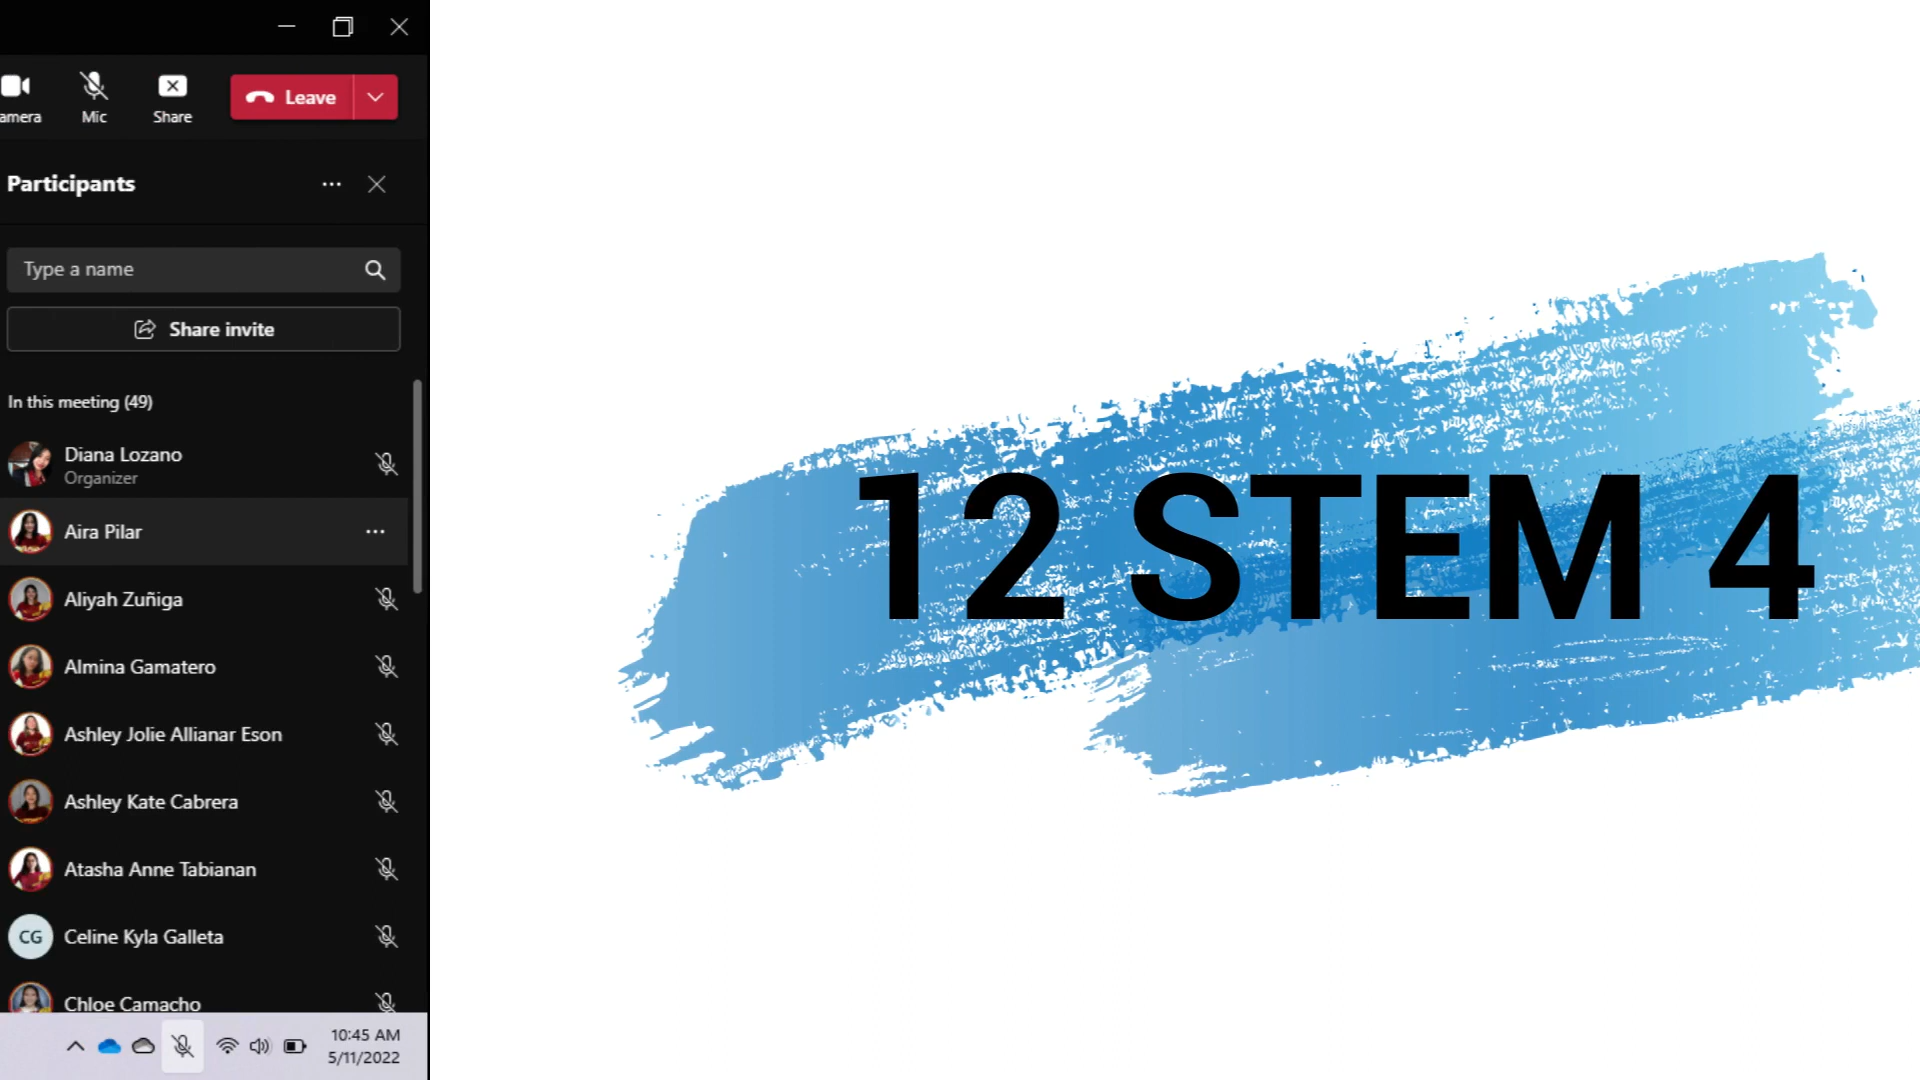 amera
Mic
Share
Leave
Participants
Type a name
Share invite
In this meeting (49)
Diana Lozano
Organizer
Aira Pilar
Aliyah Zuñiga
Almina Gamatero
Ashley Jolie Allianar Eson
Ashley Kate Cabrera
Atasha Anne Tabianan
CG
Celine Kyla Galleta
Chloe Camacho
10:45 AM
5/11/2022
12 STEM 4